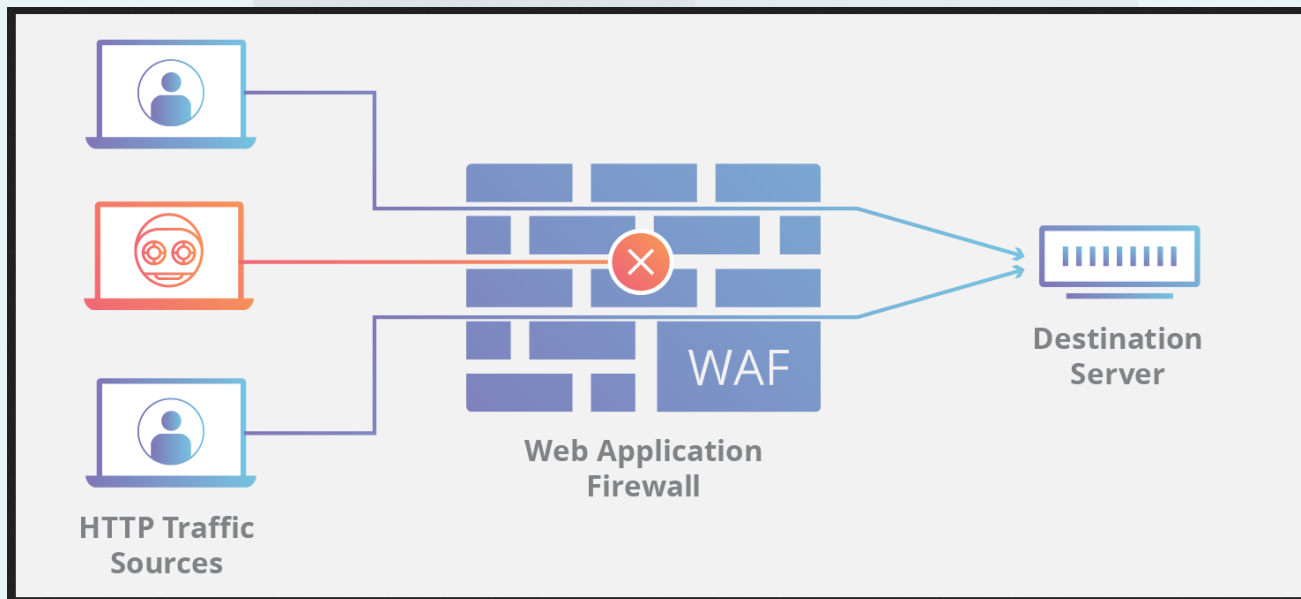 WAF
Web Application
Firewall
HTTP Traffic
Sources
Destination
Server